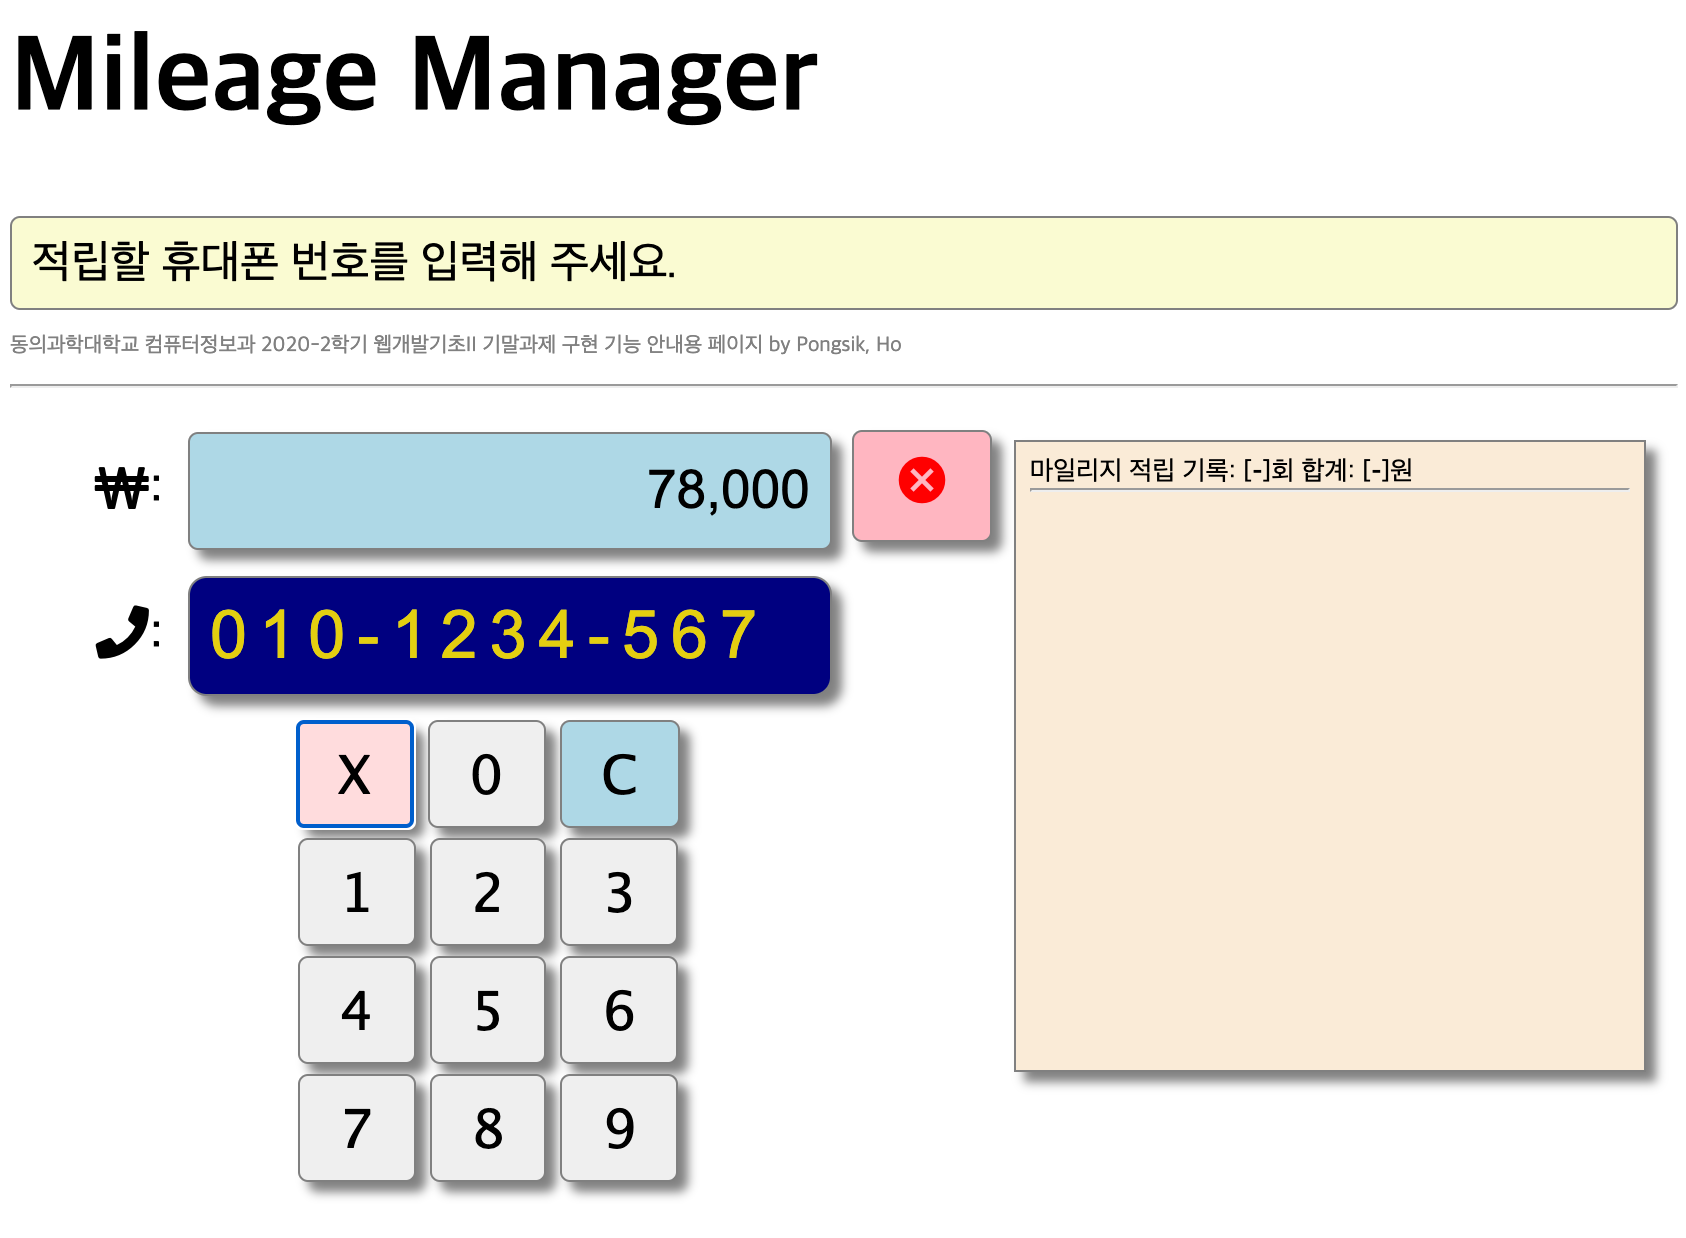 Mileage Manager
적립할 휴대폰 번호를 입력해 주세요.
동의과학대학교 컴퓨터정보과 2020-2학기 웹개발기초II 기말과제 구현 기능 안내용 페이지 by Pongsik, Ho
₩: 78,000
: 010-1234-567
X 0 C
1 2 3
4 5 6
7 8 9
마일리지 적립 기록: [-]회 합계: [-]원